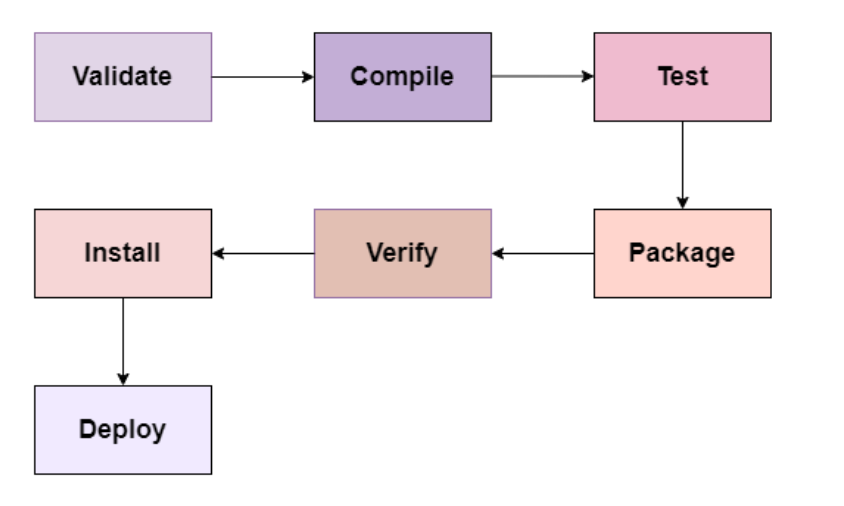 Validate
Compile
Test
Package
Verify
Install
Deploy